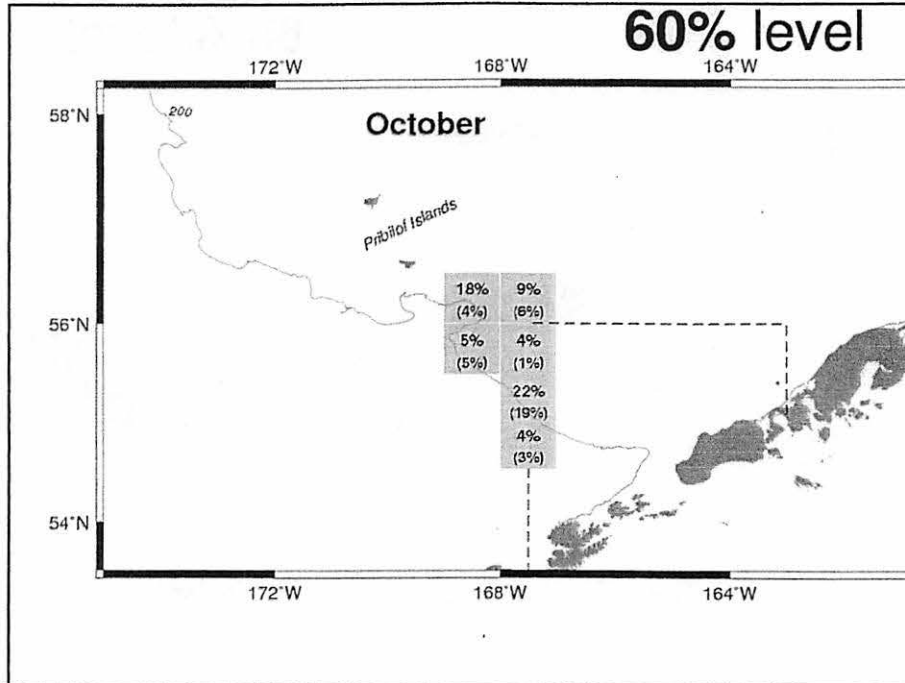 60% level
172°W 168°W 164°W
58°N
200
October
Pribilof Islands
18% 9%
(4%) (6%)
56°N
5% 4%
(5%) (1%)
22%
(19%)
4%
(3%)
54°N
172°W 168°W 164°W